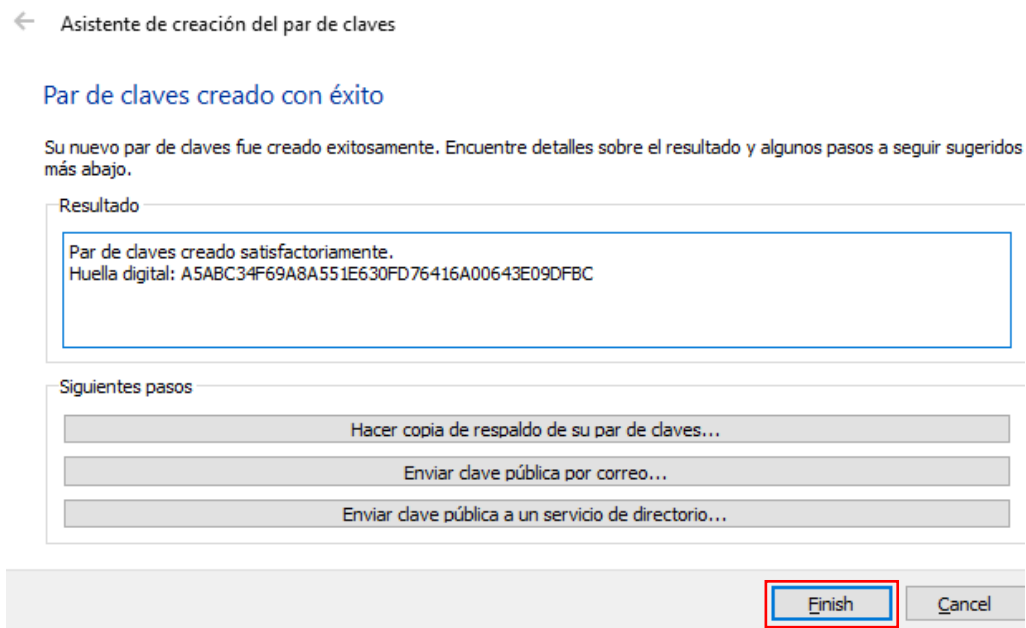 Asistente de creación del par de claves
Par de claves creado con éxito
Su nuevo par de claves fue creado exitosamente. Encuentre detalles sobre el resultado y algunos pasos a seguir sugeridos
más abajo.
Resultado
Par de claves creado satisfactoriamente.
Huella digital: A5ABC34F69A8A551E630FD76416A00643E09DFBC
Siguientes pasos
Hacer copia de respaldo de su par de claves...
Enviar clave pública por correo...
Enviar clave pública a un servicio de directorio...
Finish
Cancel